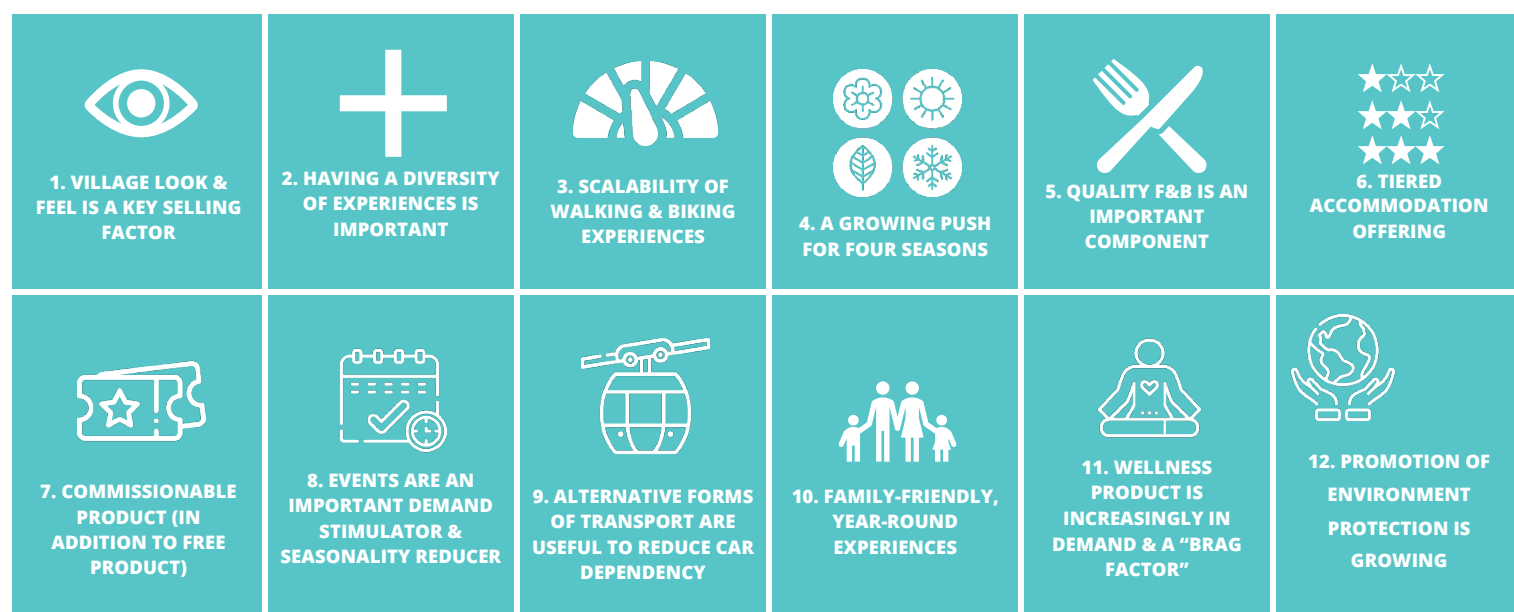 1. VILLAGE LOOK &
FEEL IS A KEY SELLING
FACTOR
2. HAVING A DIVERSITY
OF EXPERIENCES IS
IMPORTANT
3. SCALABILITY OF
WALKING & BIKING
EXPERIENCES
4. A GROWING PUSH
FOR FOUR SEASONS
5. QUALITY F&B IS AN
IMPORTANT
COMPONENT
6. TIERED
ACCOMMODATION
OFFERING
7. COMMISSIONABLE
PRODUCT (IN
ADDITION TO FREE
PRODUCT)
8. EVENTS ARE AN
IMPORTANT DEMAND
STIMULATOR &
SEASONALITY REDUCER
9. ALTERNATIVE FORMS
OF TRANSPORT ARE
USEFUL TO REDUCE CAR
DEPENDENCY
10. FAMILY-FRIENDLY,
YEAR-ROUND
EXPERIENCES
11. WELLNESS
PRODUCT IS
INCREASINGLY IN
DEMAND & A “BRAG
FACTOR”
12. PROMOTION OF
ENVIRONMENT
PROTECTION IS
GROWING